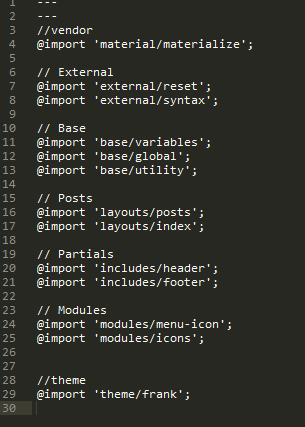 1 ---
2 ---
3 //vendor
4 @import 'material/materialize';
5
6 // External
7 @import 'external/reset';
8 @import 'external/syntax';
9
10 // Base
11 @import 'base/variables';
12 @import 'base/global';
13 @import 'base/utility';
14
15 // Posts
16 @import 'layouts/posts';
17 @import 'layouts/index';
18
19 // Partials
20 @import 'includes/header';
21 @import 'includes/footer';
22
23 // Modules
24 @import 'modules/menu-icon';
25 @import 'modules/icons';
26
27
28 //theme
29 @import 'theme/frank';
30